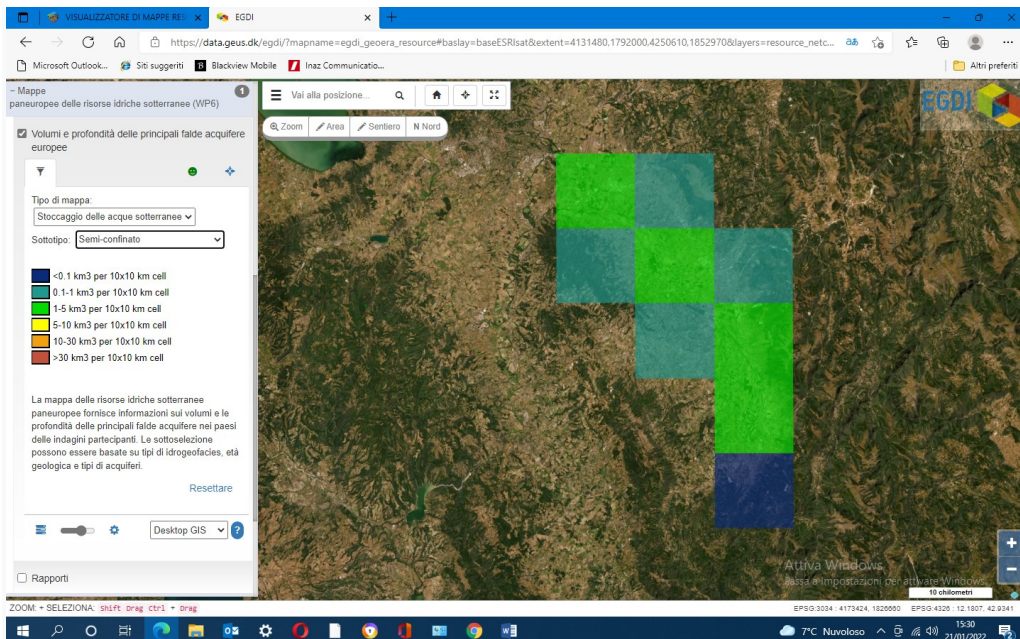 VISUALIZZATORE DI MAPPE RES
EGDI
https://data.geus.dk/egdi/?mapname=egdi_geoera_resource#baslay=baseESRIsat&extent=4131480,1792000,4250610,1852970&layers=resource_netc...
Microsoft Outlook...
Siti suggeriti
Blackview Mobile
Inaz Communicatio...
Altri preferiti
- Mappe
paneuropee delle risorse idriche sotterranee (WP6)
1
Vai alla posizione...
EGDI
Zoom
Area
Sentiero
N Nord
Volumi e profondità delle principali falde acquifere
europee
Tipo di mappa:
Stoccaggio delle acque sotterranee
Sottotipo: Semi-confinato
<0.1 km3 per 10x10 km cell
0.1-1 km3 per 10x10 km cell
1-5 km3 per 10x10 km cell
5-10 km3 per 10x10 km cell
10-30 km3 per 10x10 km cell
>30 km3 per 10x10 km cell
La mappa delle risorse idriche sotterranee
paneuropee fornisce informazioni sui volumi e le
profondità delle principali falde acquifere nei paesi
delle indagini partecipanti. Le sottoselezione
possono essere basate su tipi di idrogeofacies, età
geologica e tipi di acquiferi.
Resettare
Desktop GIS
?
Rapporti
Attiva Windows
Passa a Impostazioni per attivare Windows.
10 chilometri
ZOOM: + SELEZIONA: Shift Drag Ctrl + Drag
EPSG:3034 : 4173424, 1826660 EPSG:4326 : 12.1807, 42.9341
7°C Nuvoloso
15:30
21/01/2022